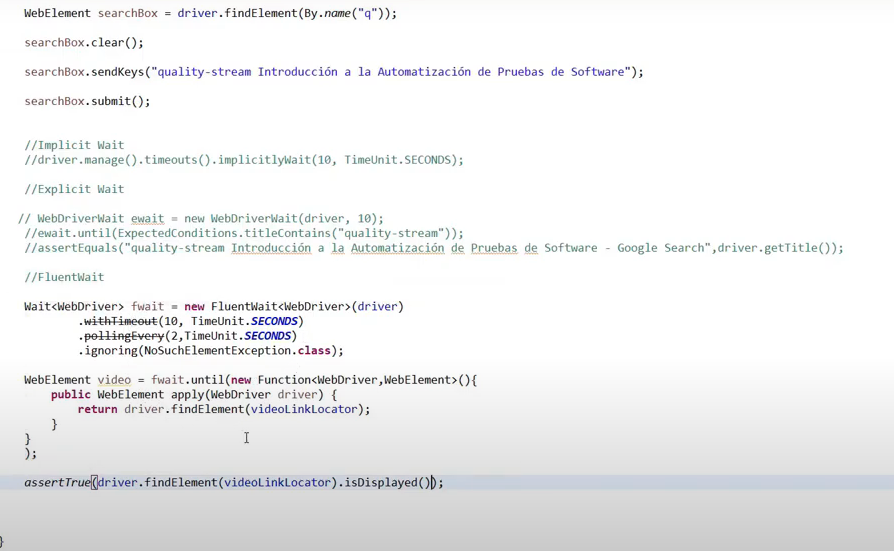 WebElement searchBox = driver.findElement(By.name("q"));
searchBox.clear();
searchBox.sendKeys("quality-stream Introducción a la Automatización de Pruebas de Software");
searchBox.submit();
//Implicit Wait
//driver.manage().timeouts().implicitlyWait(10, TimeUnit.SECONDS);
//Explicit Wait
// WebDriverWait ewait = new WebDriverWait(driver, 10);
//ewait.until(ExpectedConditions.titleContains("quality-stream"));
//assertEquals("quality-stream Introducción a la Automatización de Pruebas de Software - Google Search",driver.getTitle());
//FluentWait
Wait<WebDriver> fwait = new FluentWait<WebDriver>(driver)
.withTimeout(10, TimeUnit.SECONDS)
.pollingEvery(2,TimeUnit.SECONDS)
.ignoring(NoSuchElementException.class);
WebElement video = fwait.until(new Function<WebDriver,WebElement>(){
public WebElement apply(WebDriver driver) {
return driver.findElement(videoLinkLocator);
}
}
);
assertTrue(driver.findElement(videoLinkLocator).isDisplayed());
}